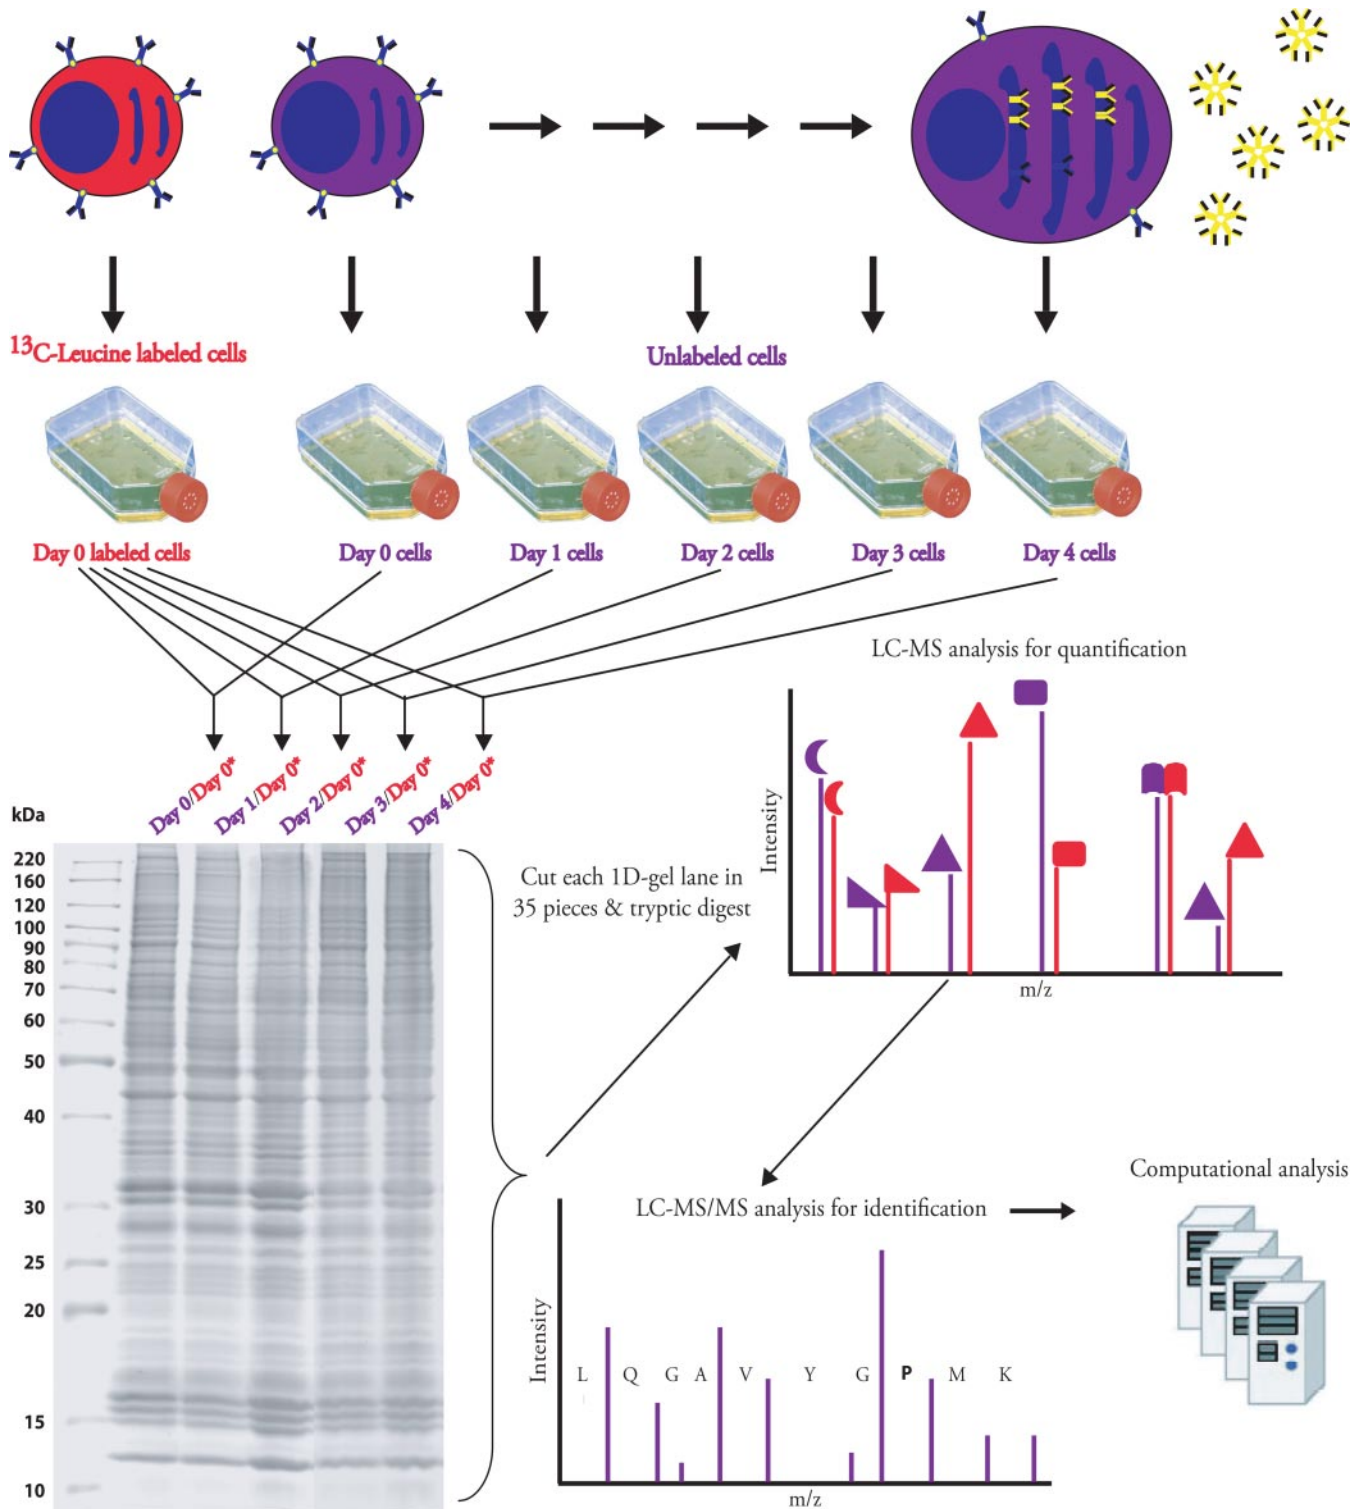 13C-Leucine labeled cells
Unlabeled cells
Day 0 labeled cells
Day 0 cells
Day 1 cells
Day 2 cells
Day 3 cells
Day 4 cells
LC-MS analysis for quantification
Day 0/Day 0*
Day 1/Day 0*
Day 2/Day 0*
Day 3/Day 0*
Day 4/Day 0*
kDa
220
160
120
100
90
80
70
60
50
40
30
25
20
15
10
Cut each 1D-gel lane in
35 pieces & tryptic digest
Intensity
m/z
Computational analysis
LC-MS/MS analysis for identification
Intensity
L Q G A V Y G P M K
m/z